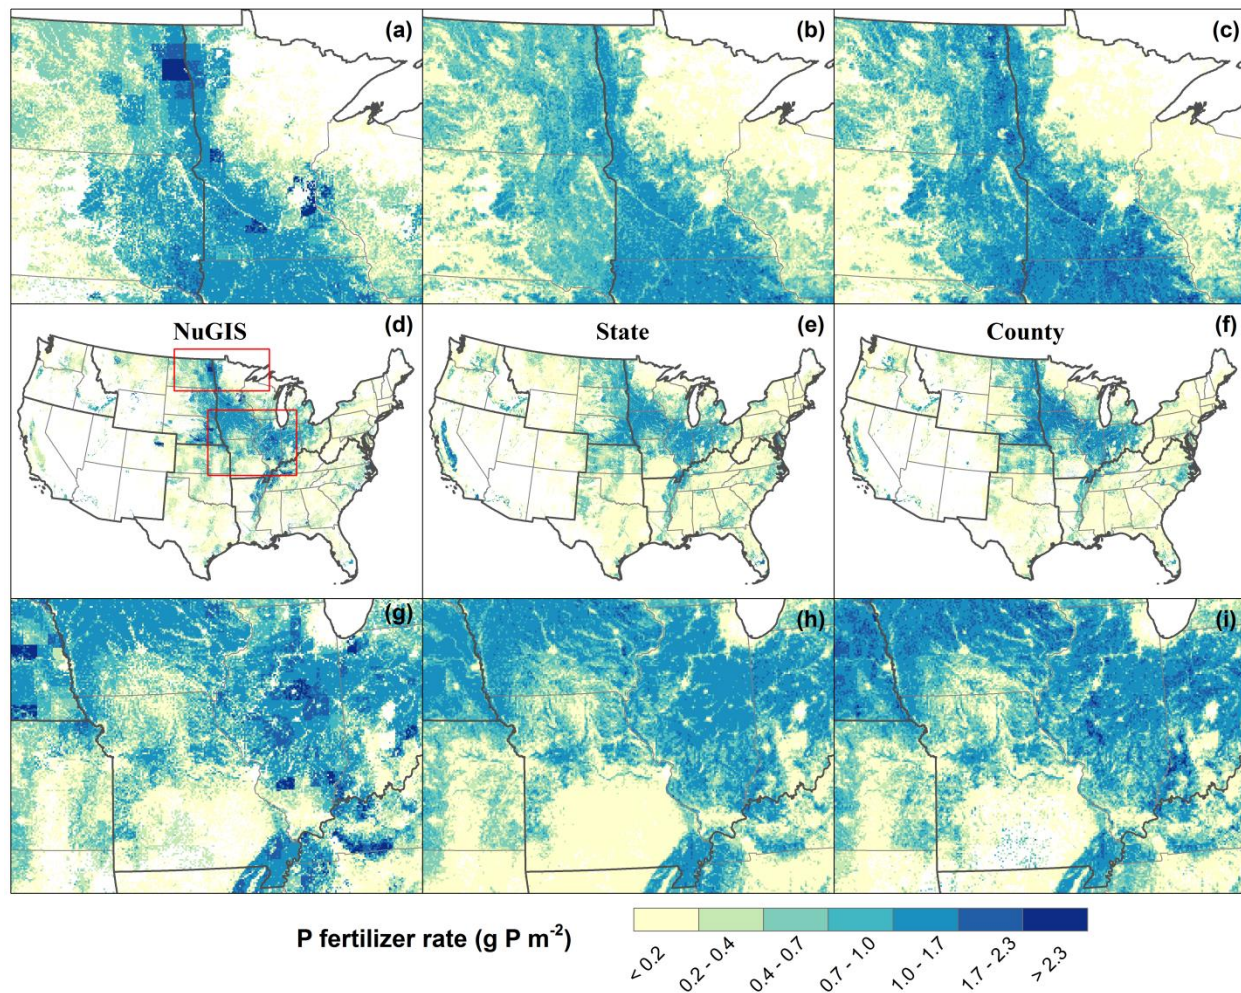 (a)
(b)
(c)
NuGIS
(d)
State
(e)
County
(f)
(g)
(h)
(i)
P fertilizer rate (g P m⁻²)
< 0.2
0.2 - 0.4
0.4 - 0.7
0.7 - 1.0
1.0 - 1.7
1.7 - 2.3
> 2.3